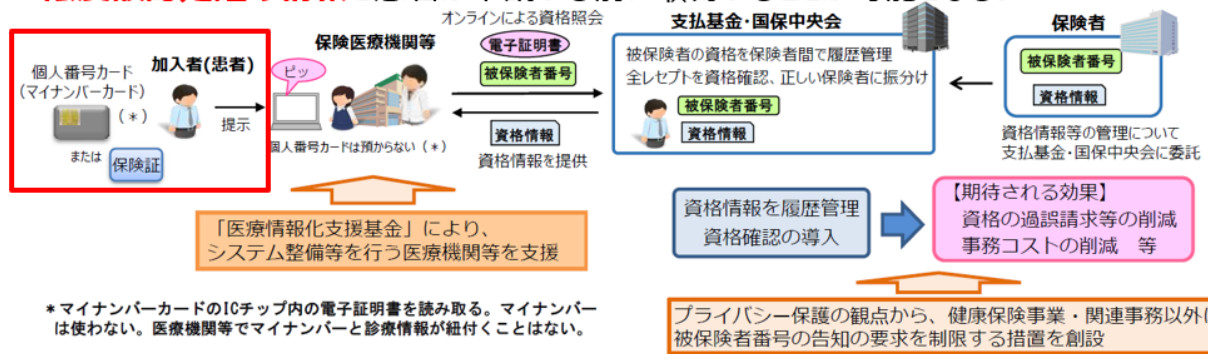 オンラインによる資格照会
支払基金・国保中央会
保険者
保険医療機関等
加入者(患者)
個人番号カード
(マイナンバーカード)
(*)
または
保険証
提示
ピッ
個人番号カードは預からない (*)
電子証明書
被保険者番号
資格情報
資格情報を提供
被保険者の資格を保険者間で履歴管理
全レセプトを資格確認、正しい保険者に振分け
被保険者番号
資格情報
被保険者番号
資格情報
資格情報等の管理について
支払基金・国保中央会に委託
「医療情報化支援基金」により、
システム整備等を行う医療機関等を支援
資格情報を履歴管理
資格確認の導入
【期待される効果】
資格の過誤請求等の削減
事務コストの削減 等
*マイナンバーカードのICチップ内の電子証明書を読み取る。マイナンバー
は使わない。医療機関等でマイナンバーと診療情報が紐付くことはない。
プライバシー保護の観点から、健康保険事業・関連事務以外に
被保険者番号の告知の要求を制限する措置を創設